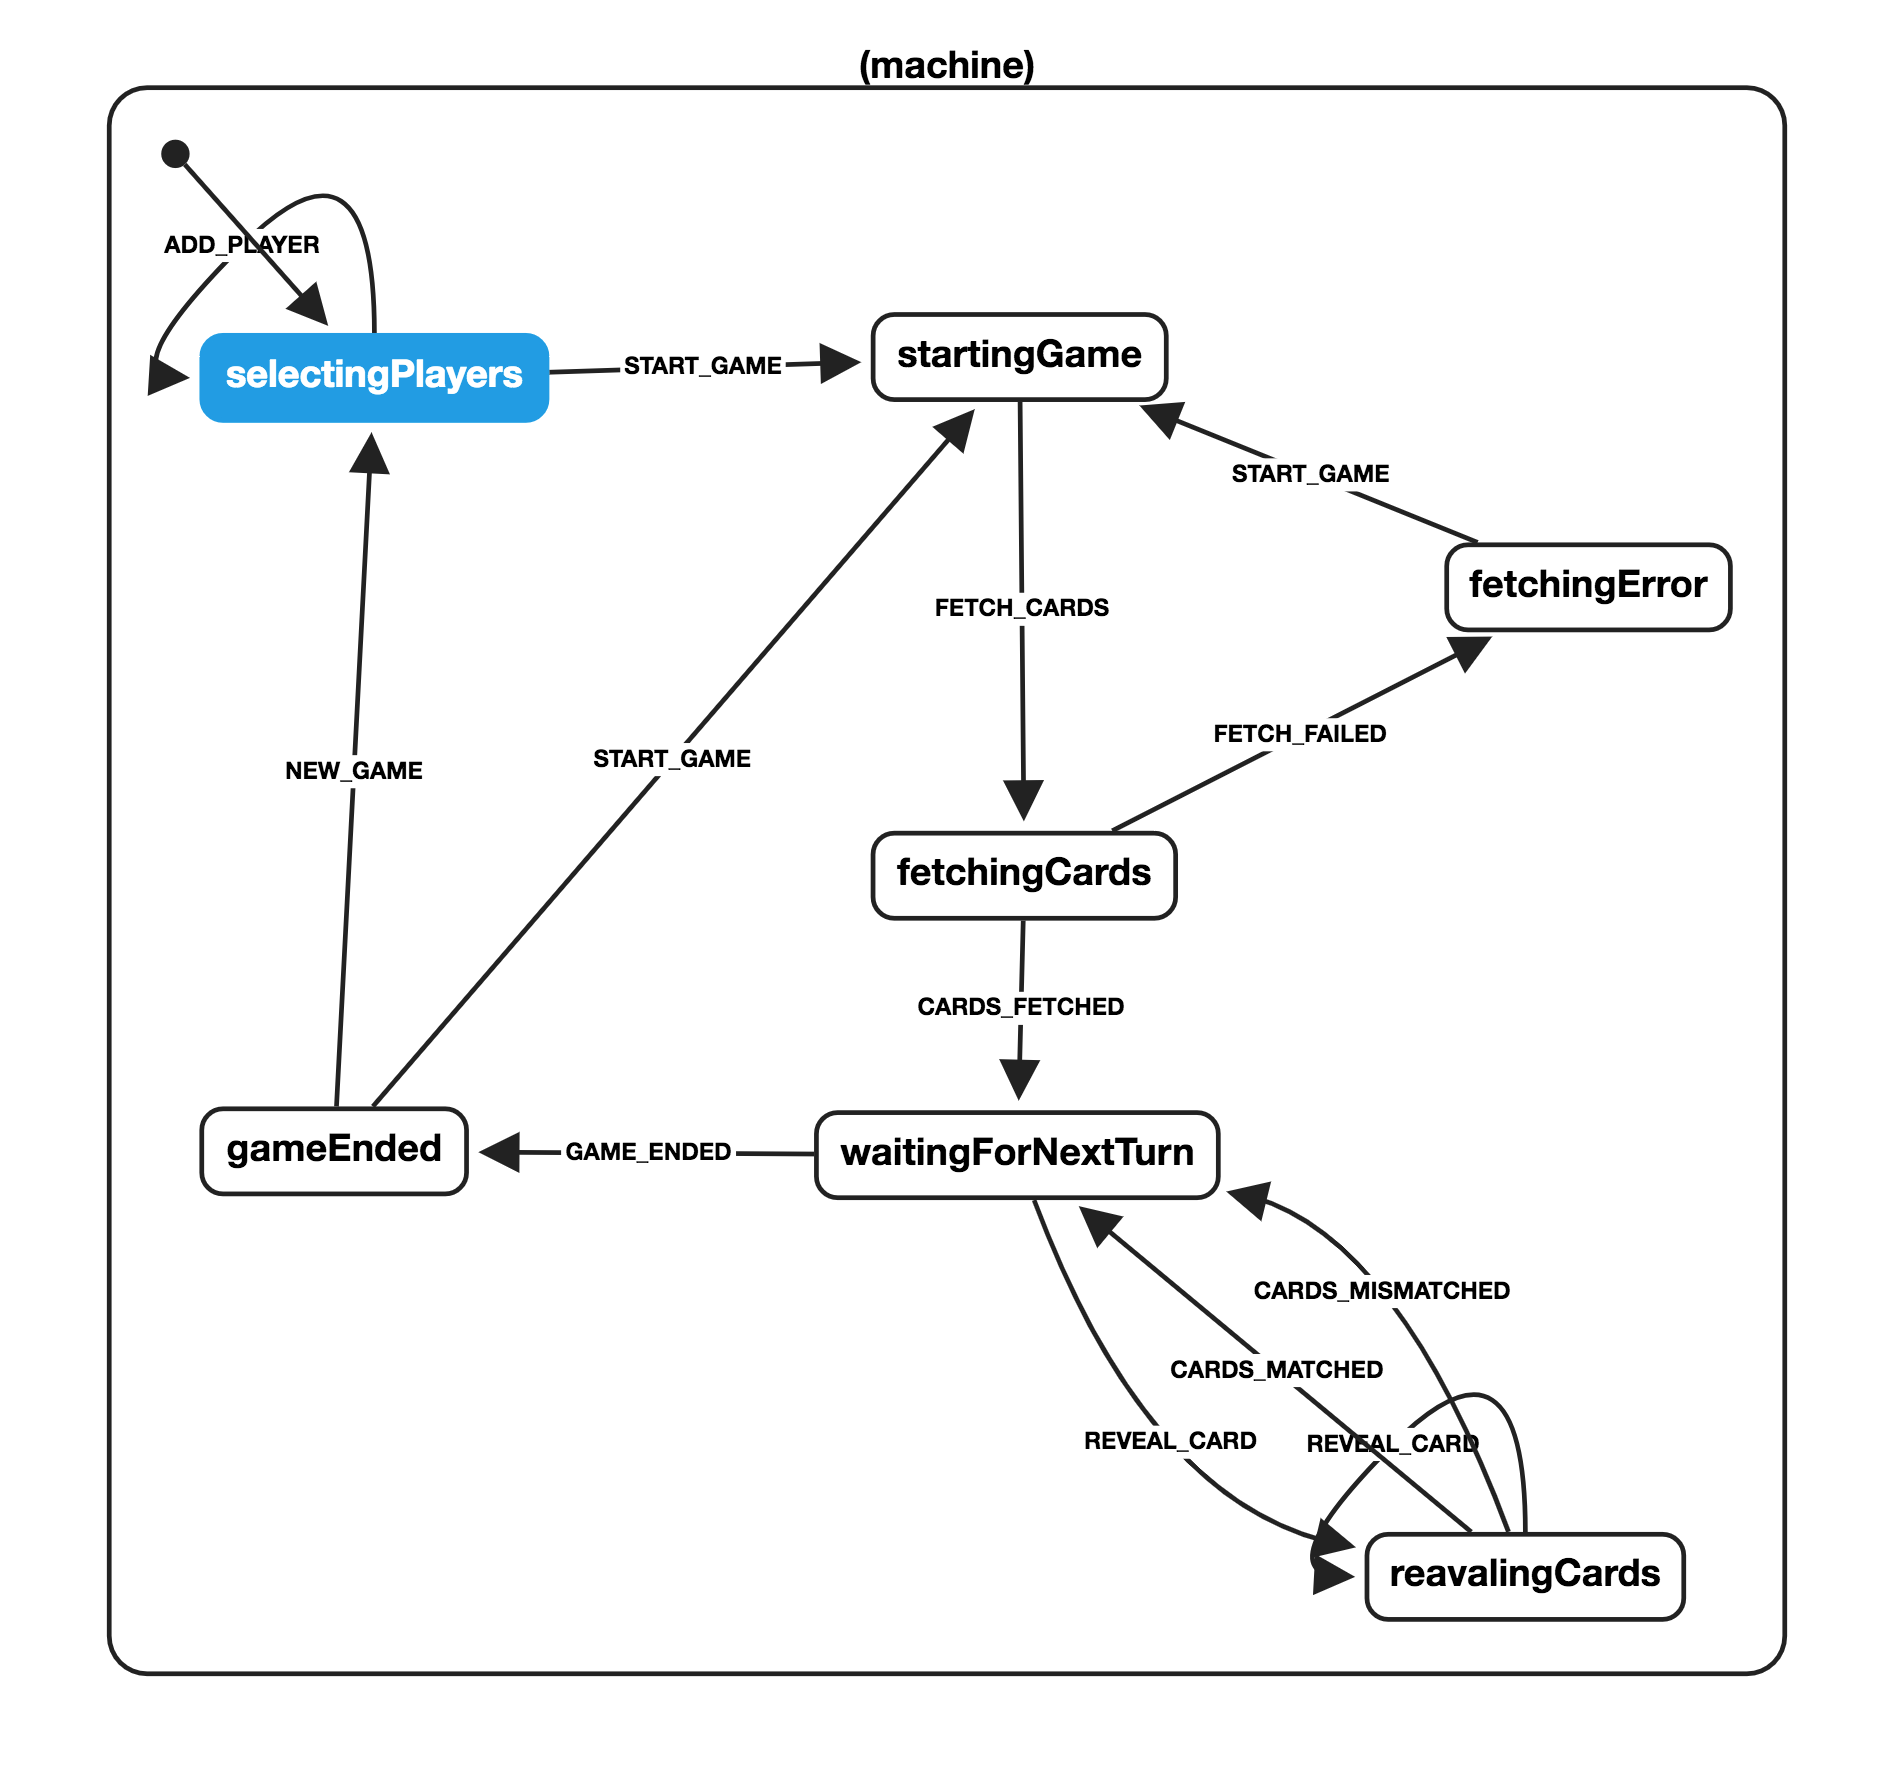 (machine)
ADD_PLAYER
selectingPlayers
START_GAME
startingGame
START_GAME
fetchingError
FETCH_CARDS
FETCH_FAILED
NEW_GAME
START_GAME
fetchingCards
CARDS_FETCHED
gameEnded
GAME_ENDED
waitingForNextTurn
CARDS_MISMATCHED
CARDS_MATCHED
REVEAL_CARD
REVEAL_CARD
reavalingCards